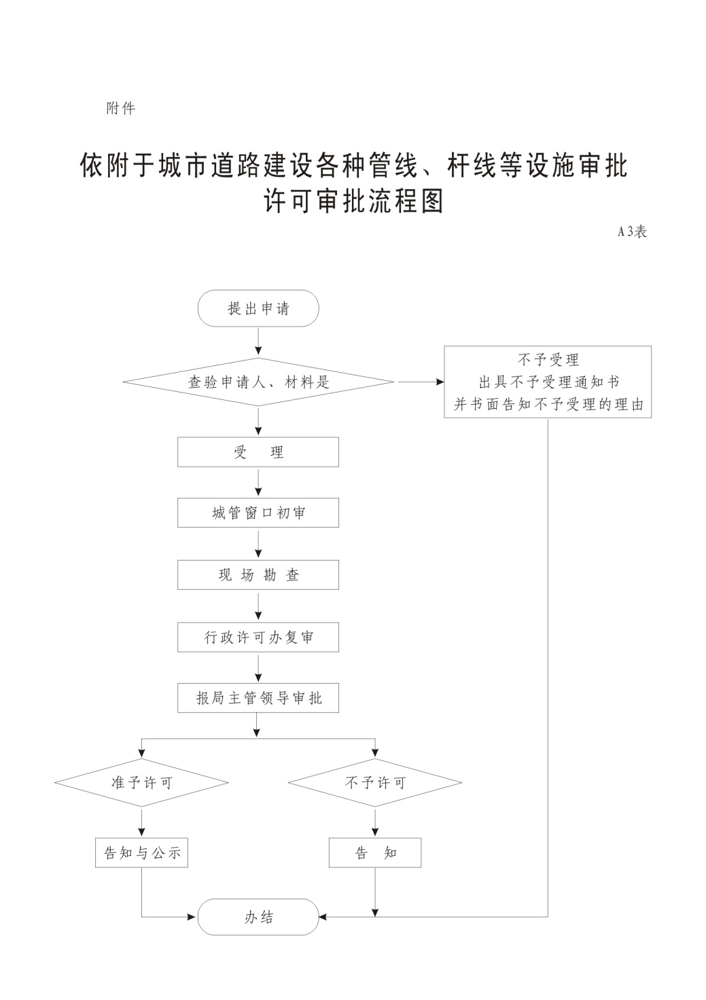 附件
依附于城市道路建设各种管线、杆线等设施审批
许可审批流程图
A3表
提出申请
查验申请人、材料是
不予受理
出具不予受理通知书
并书面告知不予受理的理由
受 理
城管窗口初审
现场勘查
行政许可办复审
报局主管领导审批
准予许可
不予许可
告知与公示
告 知
办结